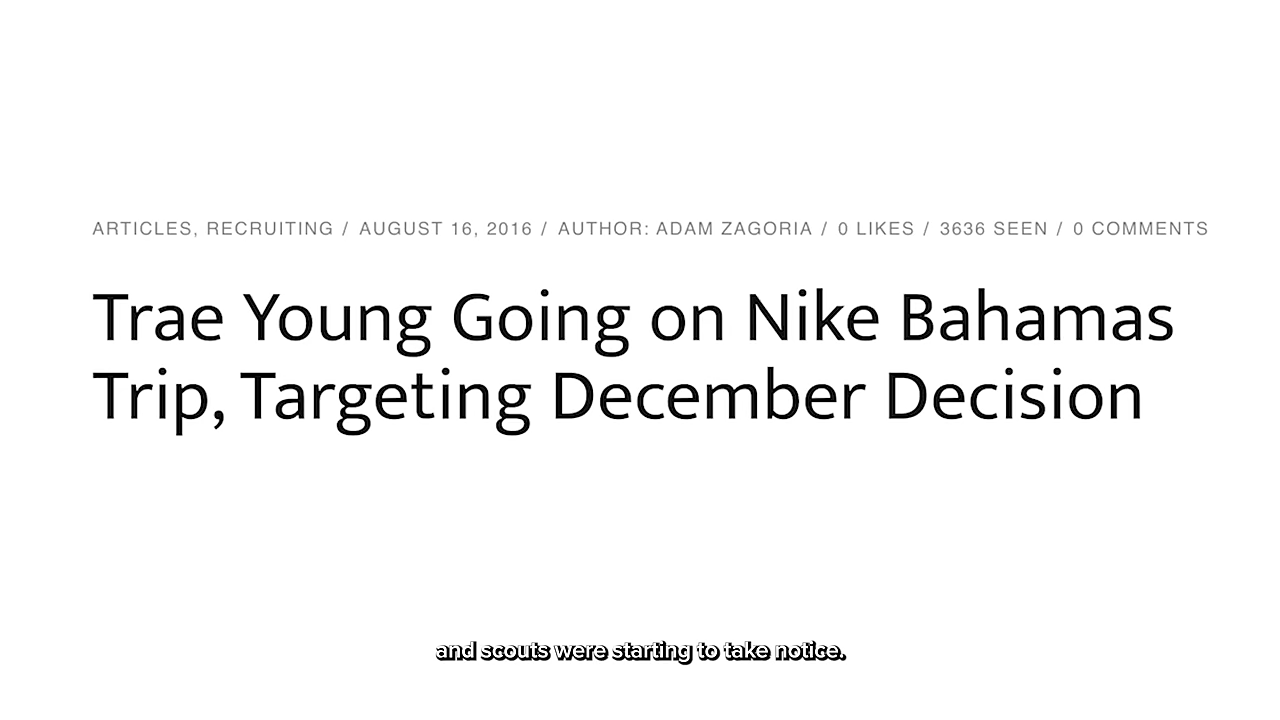 ARTICLES, RECRUITING / AUGUST 16, 2016 / AUTHOR: ADAM ZAGORIA / 0 LIKES / 3636 SEEN / 0 COMMENTS
Trae Young Going on Nike Bahamas
Trip, Targeting December Decision
and scouts were starting to take notice.